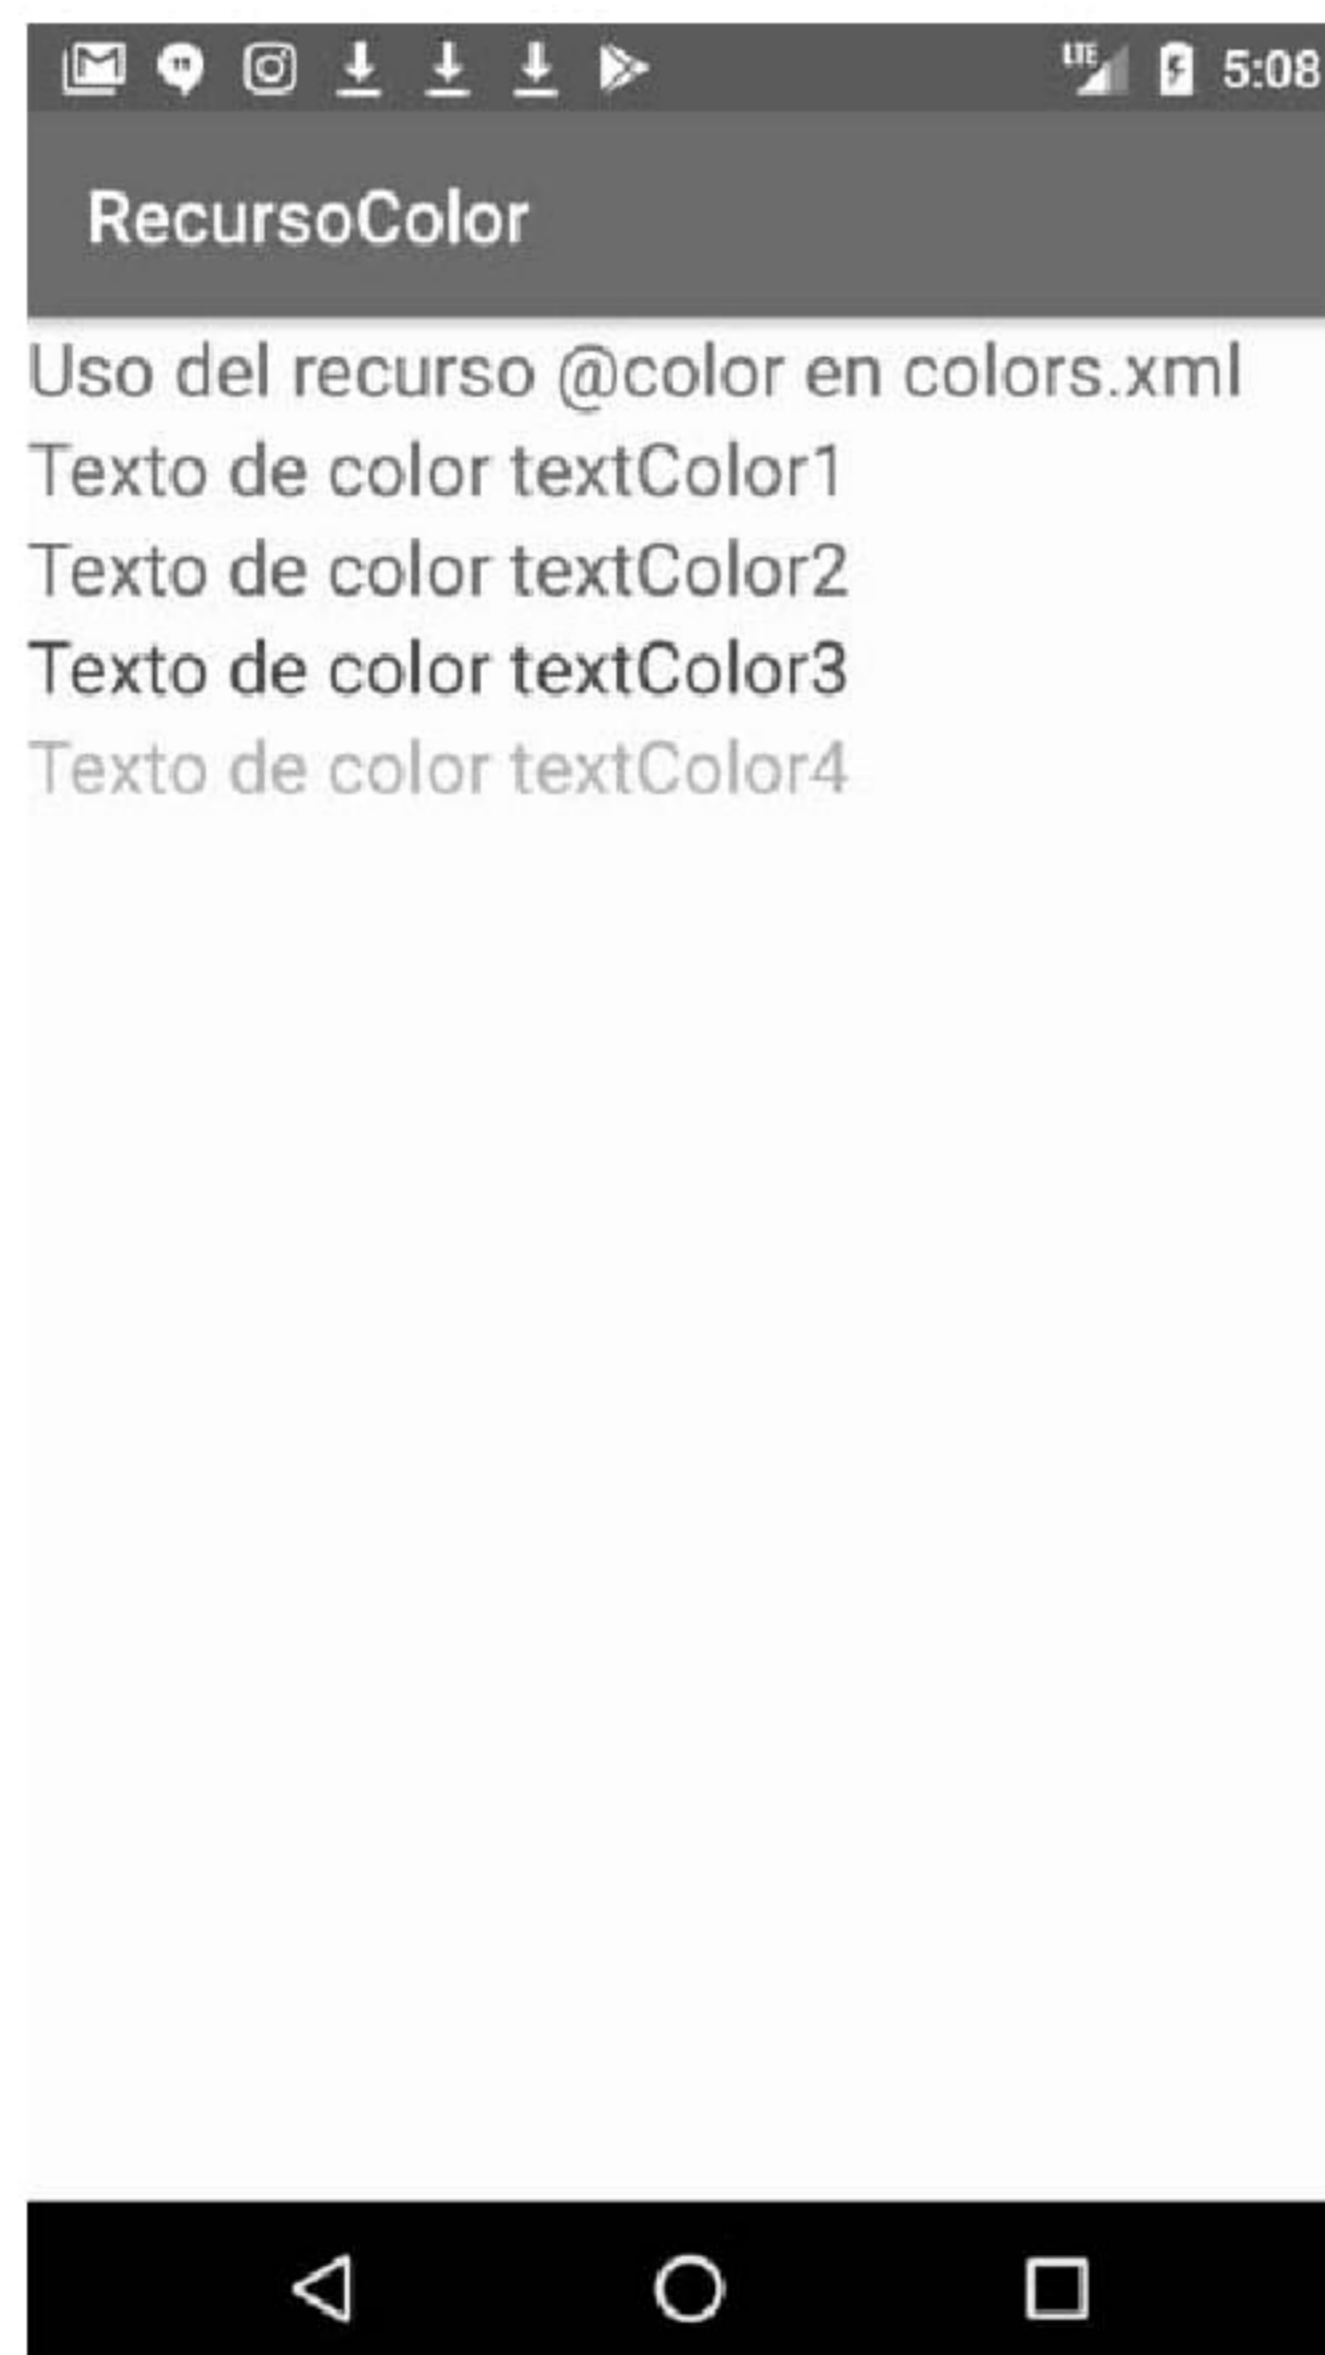 LTE 5:08
RecursoColor
Uso del recurso @color en colors.xml
Texto de color textColor1
Texto de color textColor2
Texto de color textColor3
Texto de color textColor4